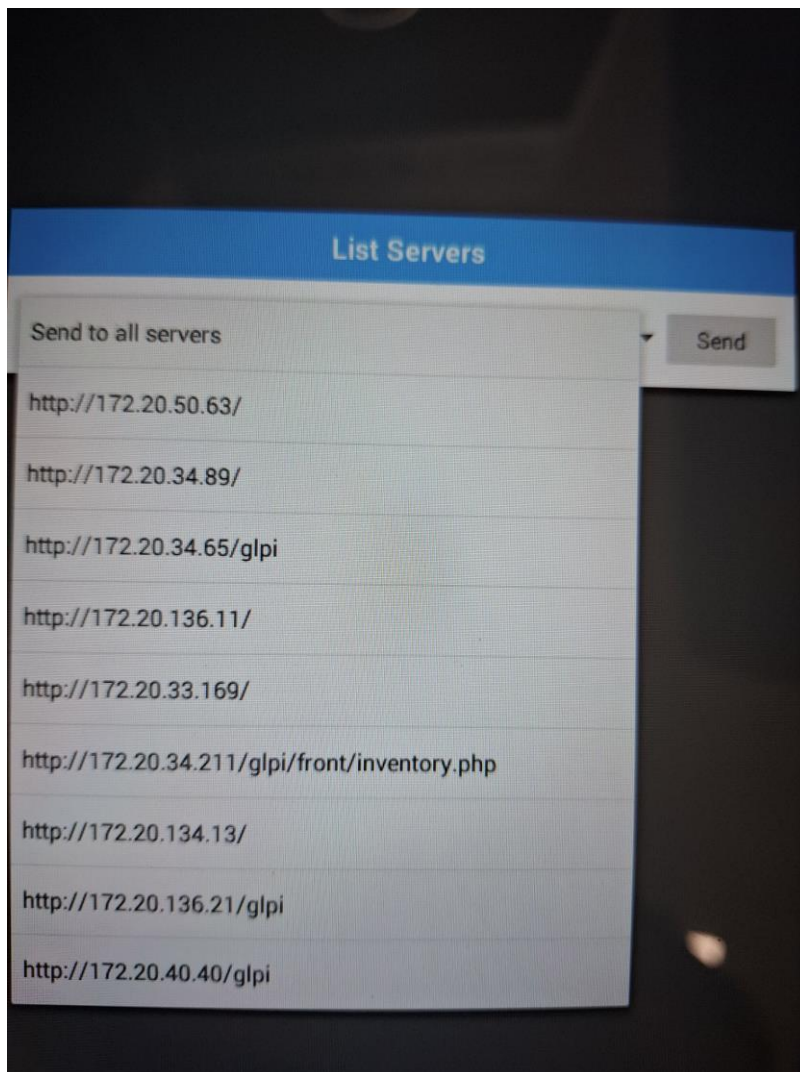 List Servers
Send to all servers
Send
http://172.20.50.63/
http://172.20.34.89/
http://172.20.34.65/glpi
http://172.20.136.11/
http://172.20.33.169/
http://172.20.34.211/glpi/front/inventory.php
http://172.20.134.13/
http://172.20.136.21/glpi
http://172.20.40.40/glpi